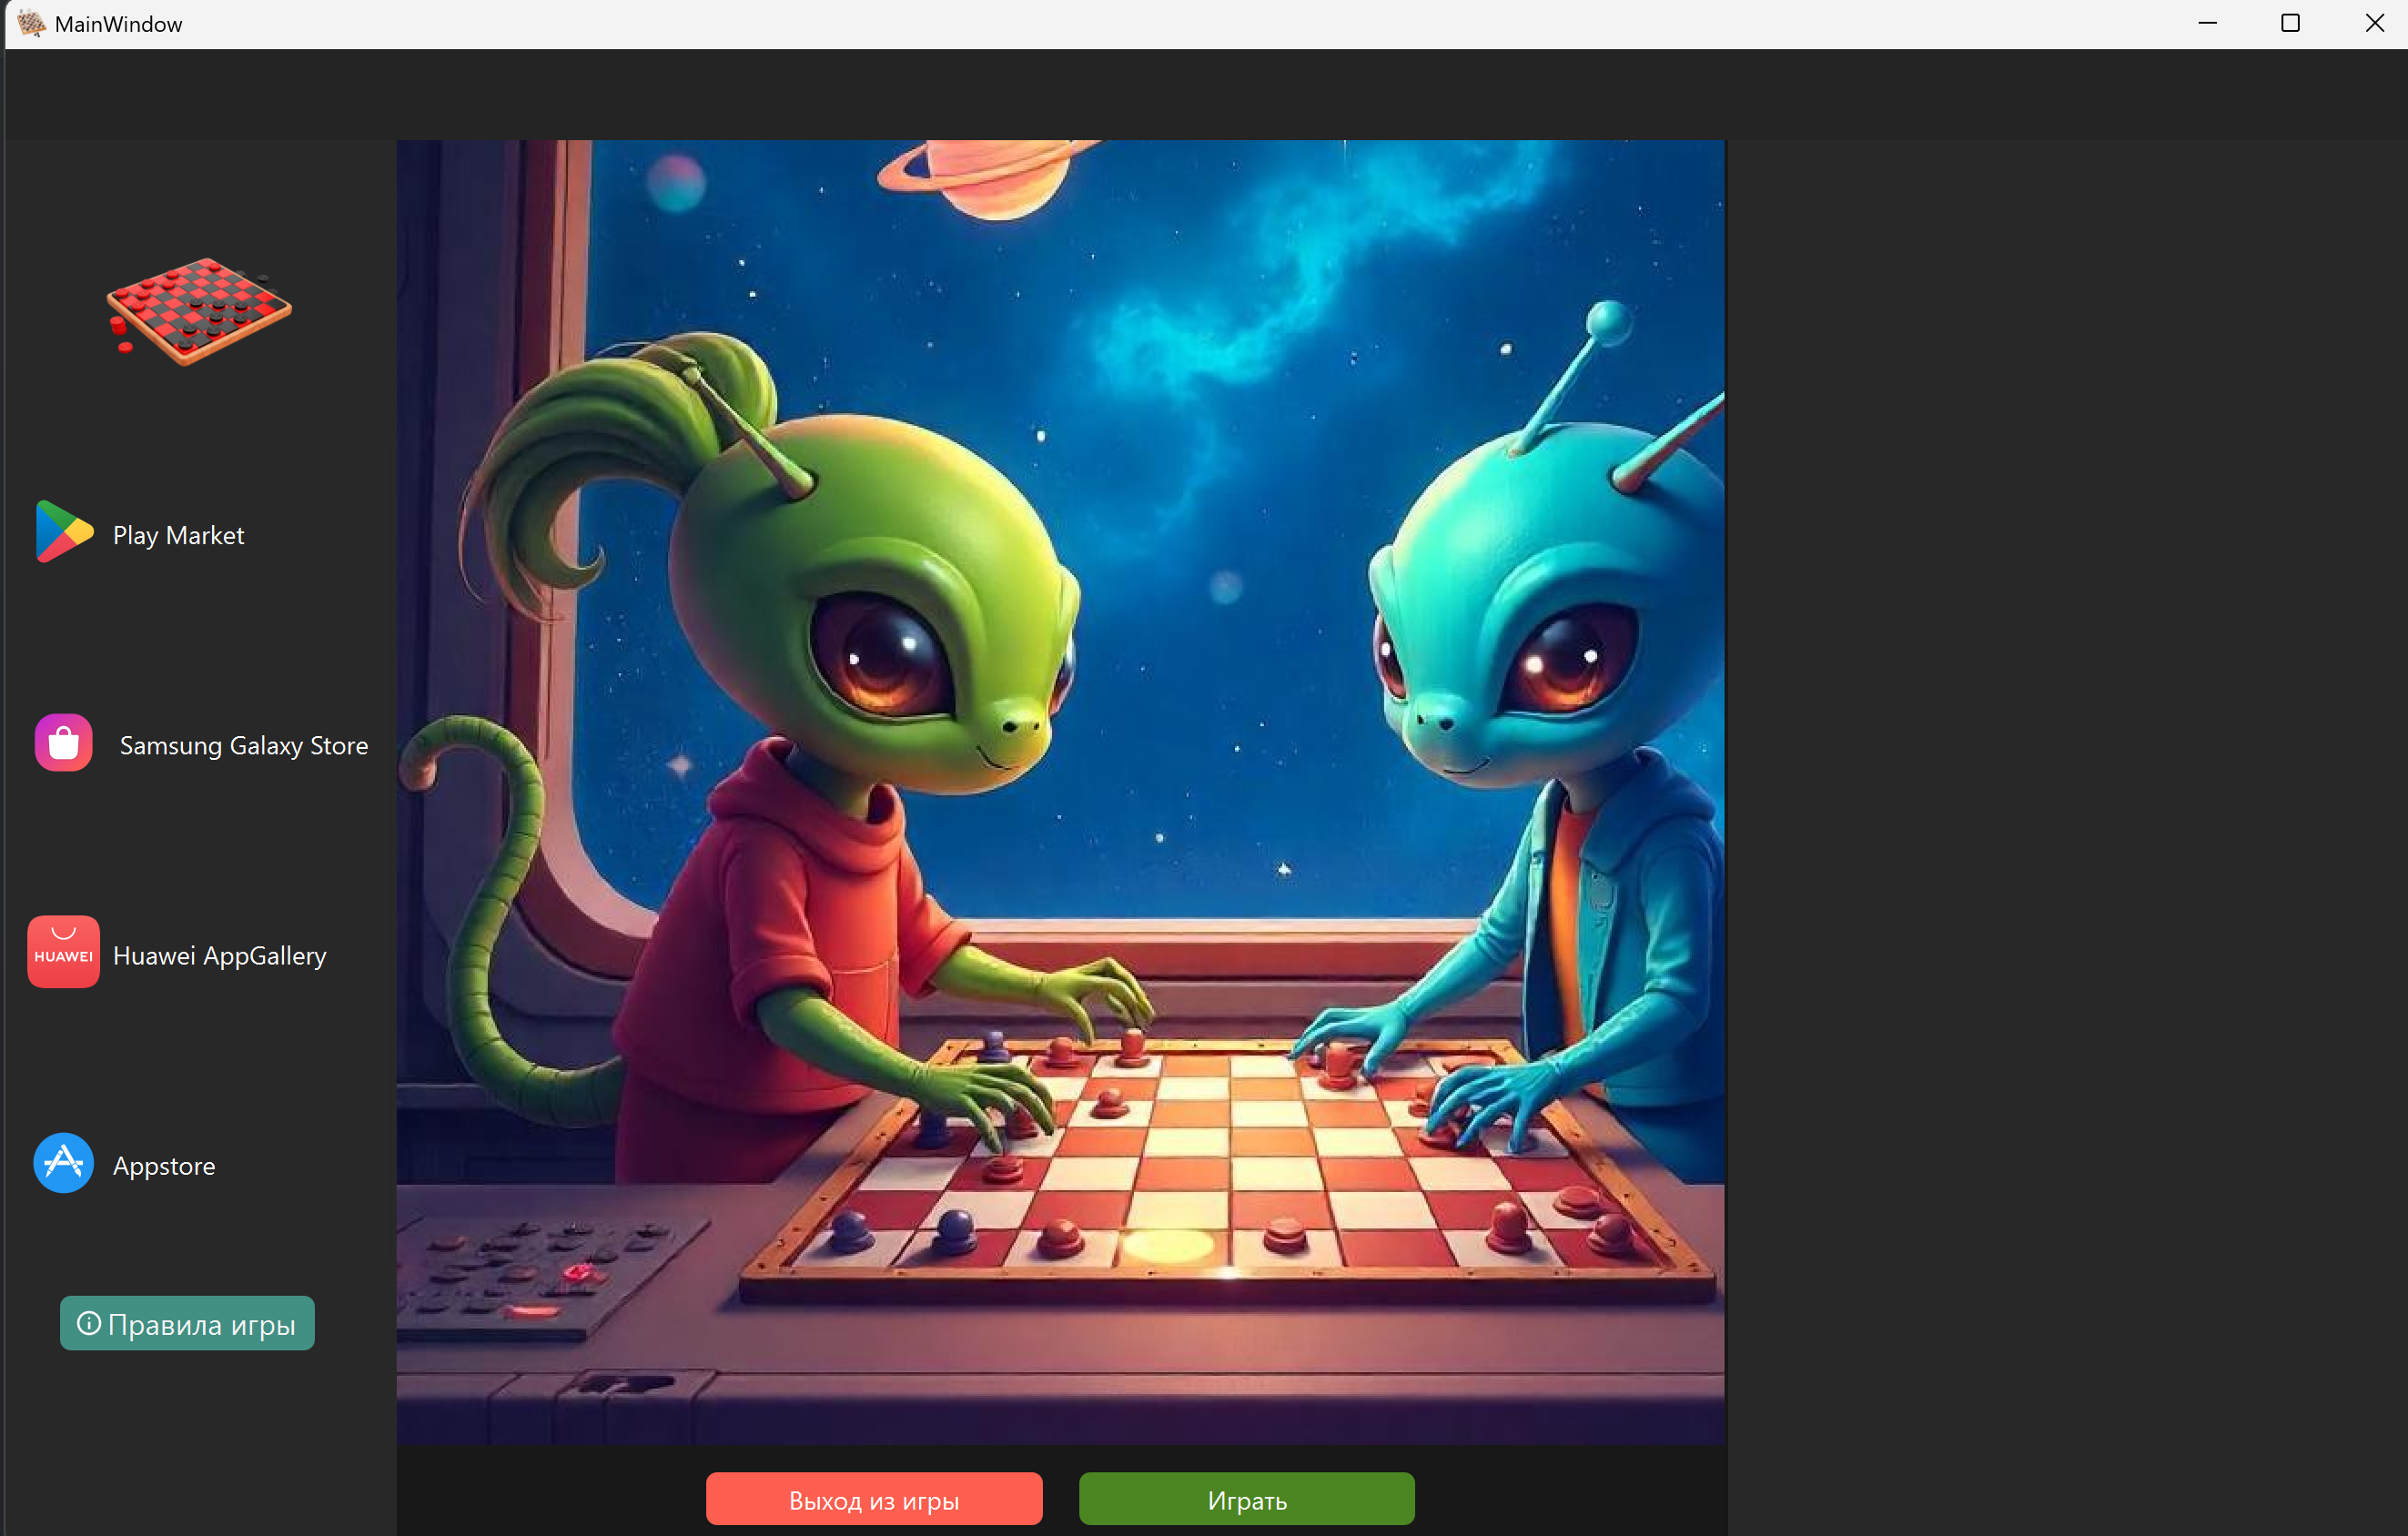 MainWindow
Play Market
Samsung Galaxy Store
HUAWEI
Huawei AppGallery
Appstore
Правила игры
Выход из игры
Играть